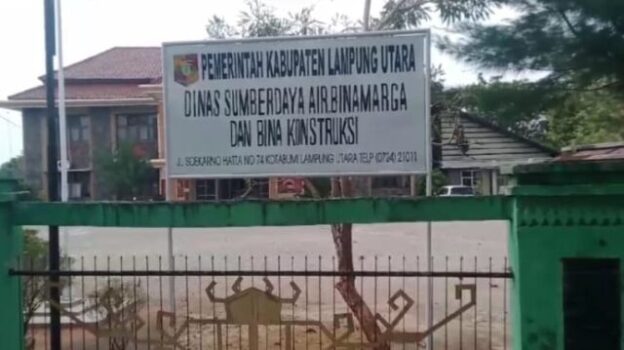 PEMERINTAH KABUPATEN LAMPUNG UTARA
DINAS SUMBERDAYA AIR,BINAMARGA
DAN BINA KONSTRUKSI
JL. SOEKARNO HATTA NO 74 KOTABUMI LAMPUNG UTARA TELP (0724) 21011